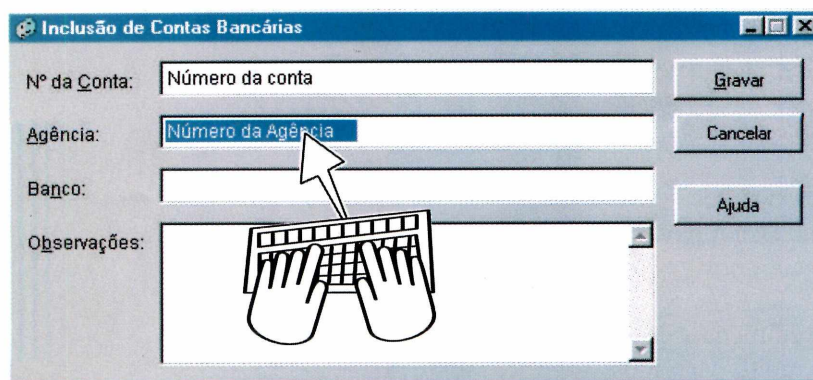 Inclusão de Contas Bancárias
Nº da Conta: Número da conta
Gravar
Agência: Número da Agência
Cancelar
Banco:
Ajuda
Observações: